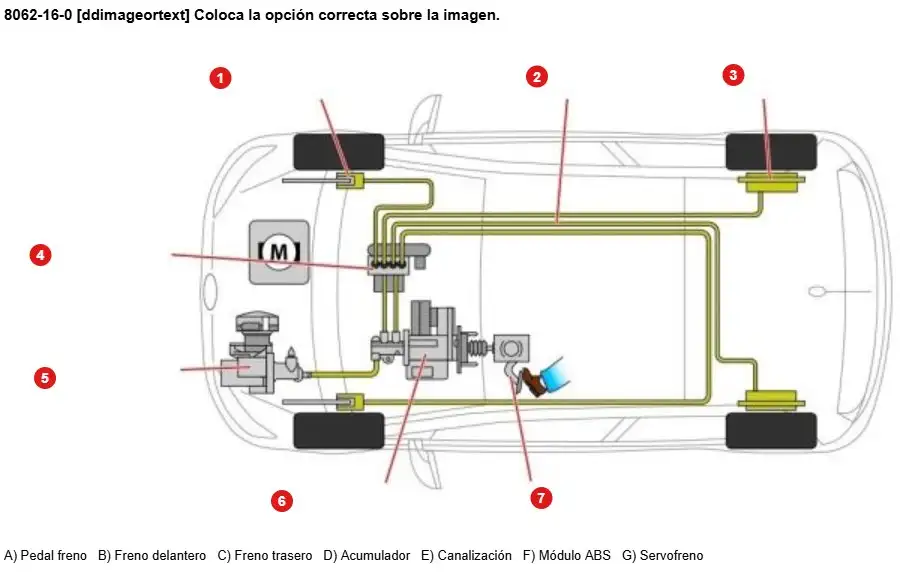 8062-16-0 [ddimageortext] Coloca la opción correcta sobre la imagen.
1
2
3
M
4
5
6
7
A) Pedal freno B) Freno delantero C) Freno trasero D) Acumulador E) Canalización F) Módulo ABS G) Servofreno